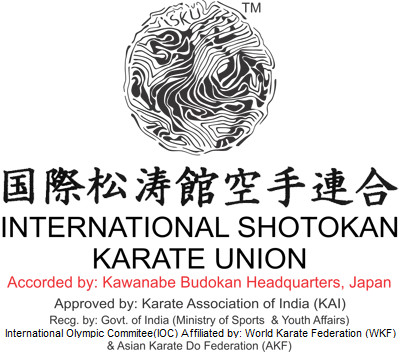 ISKU
TM
国際松涛館空手連合
INTERNATIONAL SHOTOKAN
KARATE UNION
Accorded by: Kawanabe Budokan Headquarters, Japan
Approved by: Karate Association of India (KAI)
Recg. by: Govt. of India (Ministry of Sports & Youth Affairs)
International Olympic Commitee(IOC) Affiliated by: World Karate Federation (WKF)
& Asian Karate Do Federation (AKF)